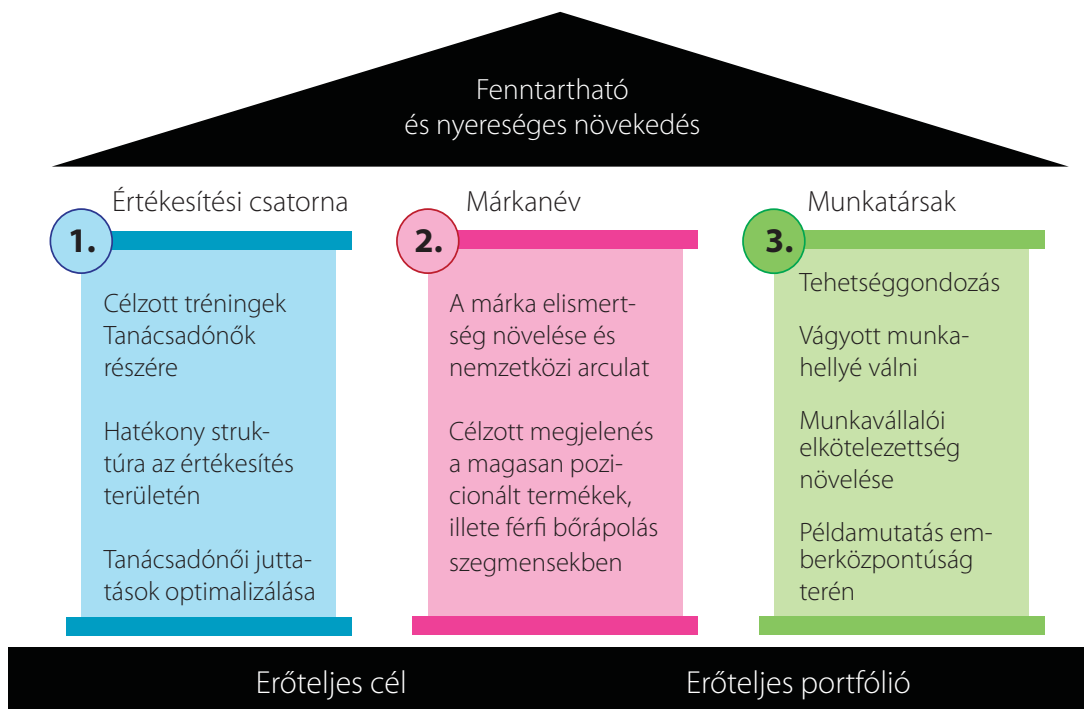 Fenntartható
és nyereséges növekedés
Értékesítési csatorna
1.
Célzott tréningek
Tanácsadónők
részére
Hatékony struk-
túra az értékesítés
területén
Tanácsadónői jutta-
tások optimalizálása
Márkanév
2.
A márka elismert-
ség növelése és
nemzetközi arculat
Célzott megjelenés
a magasan pozi-
cionált termékek,
illete férfi bőrápolás
szegmensekben
Munkatársak
3.
Tehetséggondozás
Vágyott munka-
hellyé válni
Munkavállalói
elkötelezettség
növelése
Példamutatás em-
berközpontúság
terén
Erőteljes cél
Erőteljes portfólió